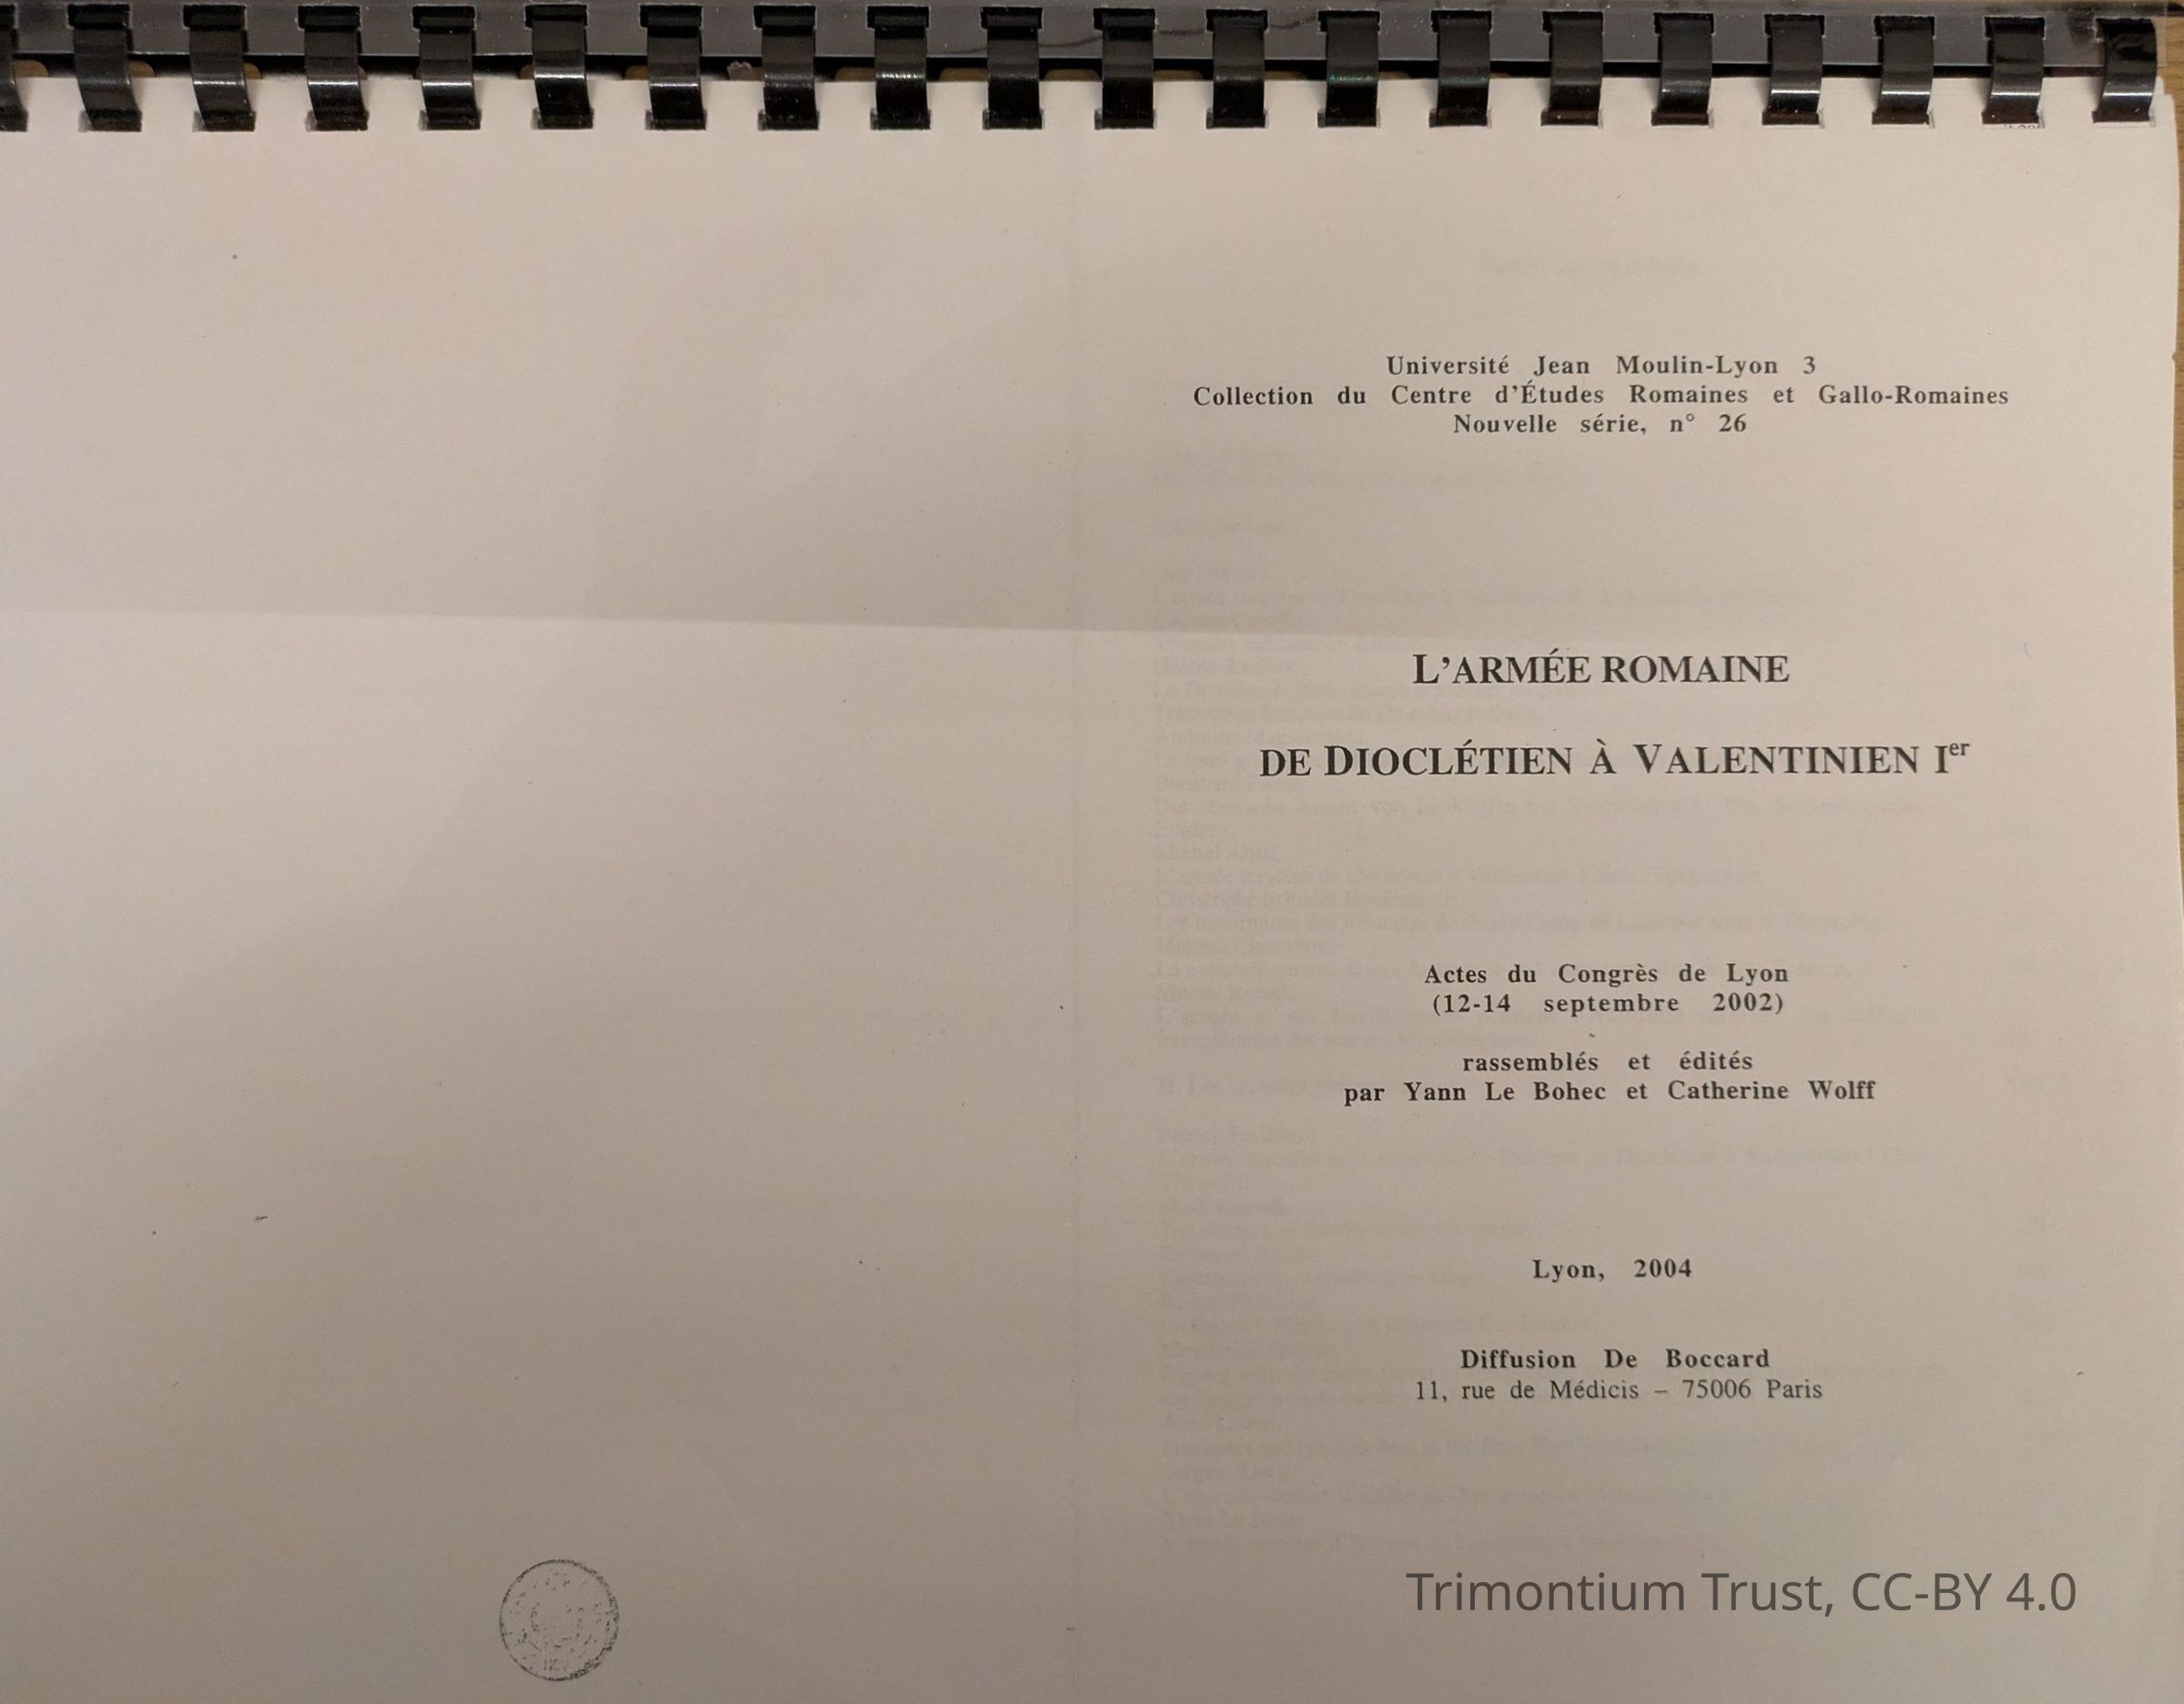 Université Jean Moulin-Lyon 3
Collection du Centre d'Études Romaines et Gallo-Romaines
Nouvelle série, n° 26
L'ARMÉE ROMAINE
DE DIOCLÉTIEN À VALENTINIEN Iᵉʳ
Actes du Congrès de Lyon
(12-14 septembre 2002)
rassemblés et édités
par Yann Le Bohec et Catherine Wolff
Lyon, 2004
Diffusion De Boccard
11, rue de Médicis – 75006 Paris
Trimontium Trust, CC-BY 4.0